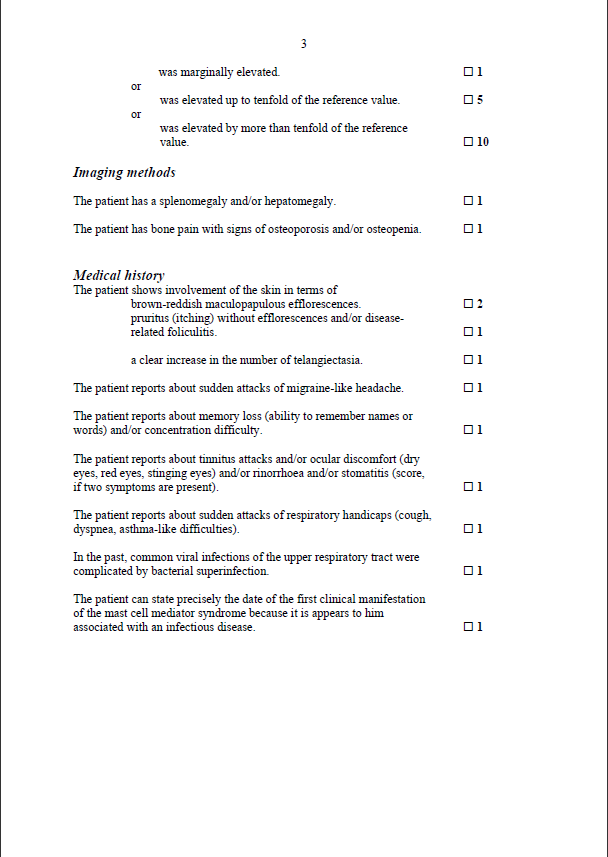 3
was marginally elevated. ☐ 1
or
was elevated up to tenfold of the reference value. ☐ 5
or
was elevated by more than tenfold of the reference
value. ☐ 10
Imaging methods
The patient has a splenomegaly and/or hepatomegaly. ☐ 1
The patient has bone pain with signs of osteoporosis and/or osteopenia. ☐ 1
Medical history
The patient shows involvement of the skin in terms of
brown-reddish maculopapulous efflorescences. ☐ 2
pruritus (itching) without efflorescences and/or disease-
related foliculitis. ☐ 1
a clear increase in the number of telangiectasia. ☐ 1
The patient reports about sudden attacks of migraine-like headache. ☐ 1
The patient reports about memory loss (ability to remember names or
words) and/or concentration difficulty. ☐ 1
The patient reports about tinnitus attacks and/or ocular discomfort (dry
eyes, red eyes, stinging eyes) and/or rinorrhoea and/or stomatitis (score,
if two symptoms are present). ☐ 1
The patient reports about sudden attacks of respiratory handicaps (cough,
dyspnea, asthma-like difficulties). ☐ 1
In the past, common viral infections of the upper respiratory tract were
complicated by bacterial superinfection. ☐ 1
The patient can state precisely the date of the first clinical manifestation
of the mast cell mediator syndrome because it is appears to him
associated with an infectious disease. ☐ 1